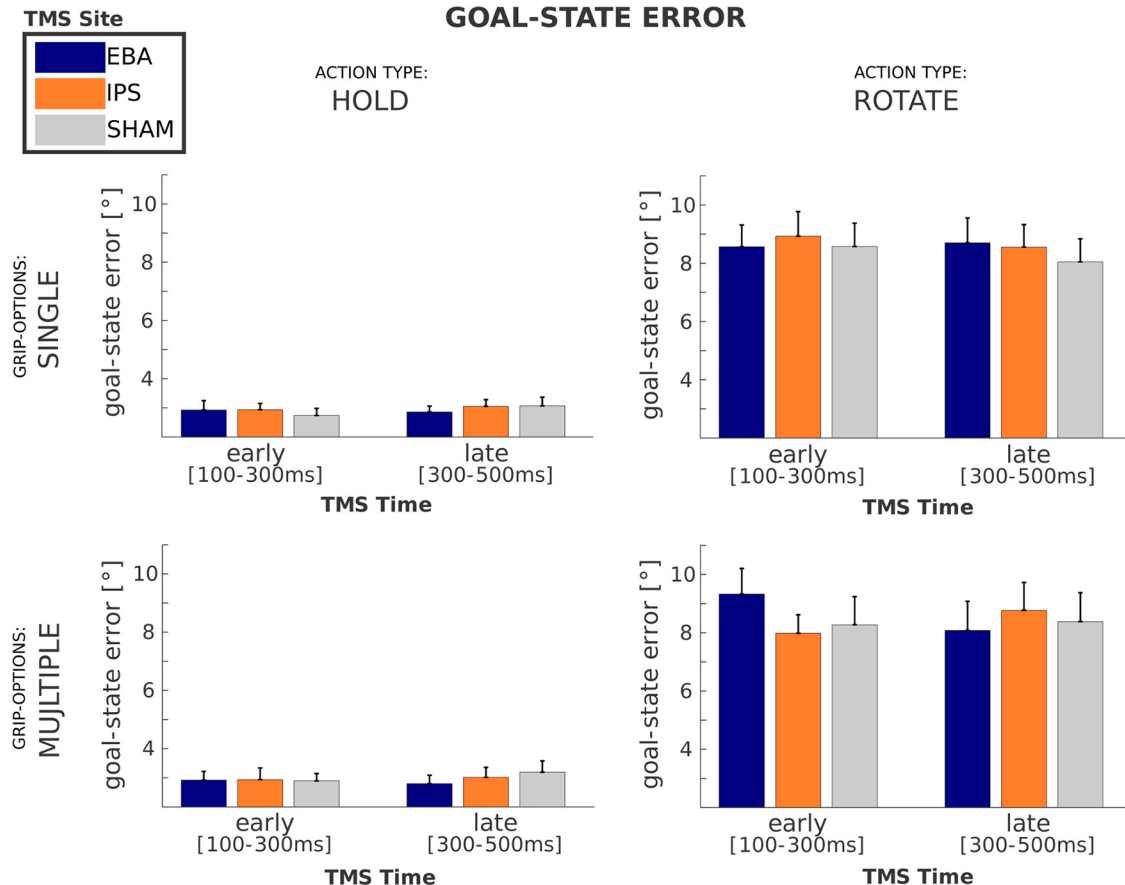 GOAL-STATE ERROR
TMS Site
EBA
IPS
SHAM
ACTION TYPE:
HOLD
ACTION TYPE:
ROTATE
GRIP-OPTIONS:
SINGLE
goal-state error [°]
10
8
6
4
early
[100-300ms]
late
[300-500ms]
TMS Time
goal-state error [°]
10
8
6
4
early
[100-300ms]
late
[300-500ms]
TMS Time
GRIP-OPTIONS:
MUJLTIPLE
goal-state error [°]
10
8
6
4
early
[100-300ms]
late
[300-500ms]
TMS Time
goal-state error [°]
10
8
6
4
early
[100-300ms]
late
[300-500ms]
TMS Time